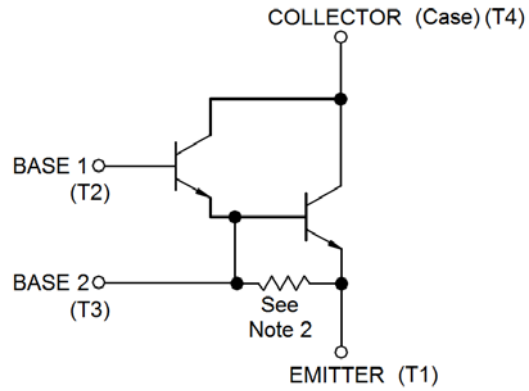 COLLECTOR (Case) (T4)
BASE 1
(T2)
BASE 2
(T3)
See
Note 2
EMITTER (T1)